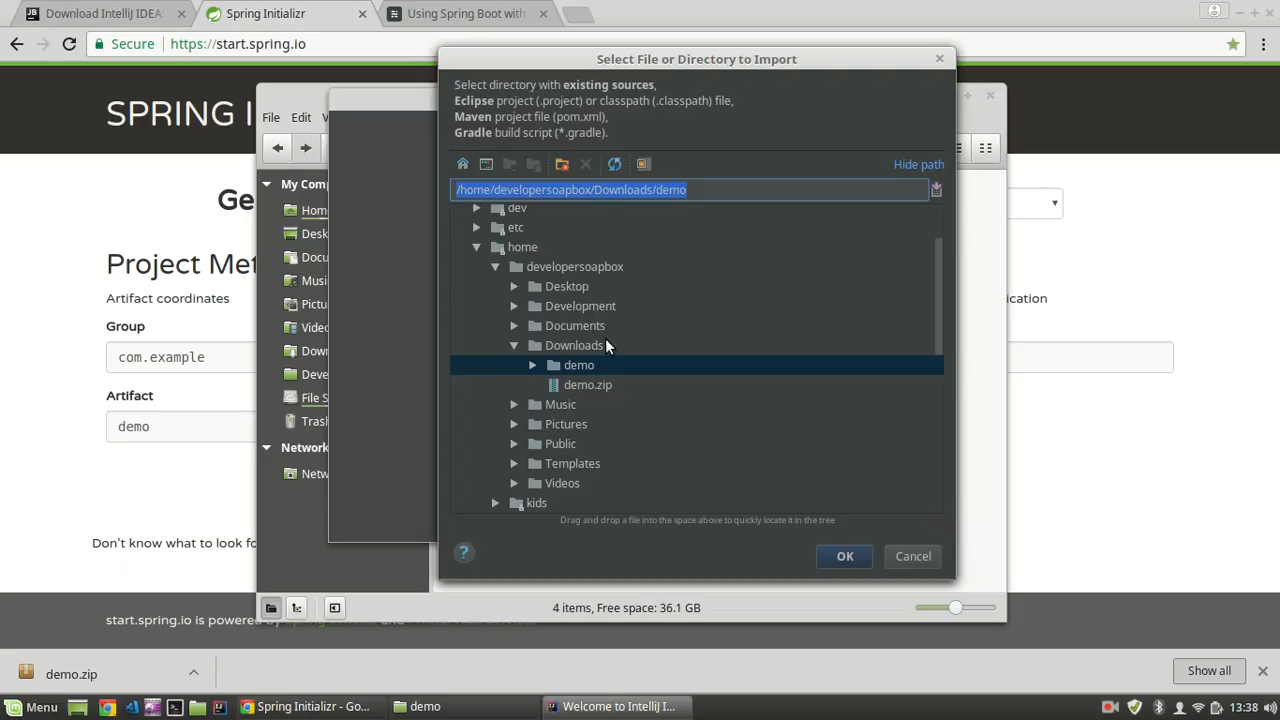 Download IntelliJ IDEA:
Spring Initializr
Using Spring Boot with
Secure
https://start.spring.io
SPRING I
Select File or Directory to Import
Select directory with existing sources,
Eclipse project (.project) or classpath (.classpath) file,
Maven project file (pom.xml),
Gradle build script (*.gradle).
Hide path
/home/developersoapbox/Downloads/demo
dev
etc
home
developersoapbox
Desktop
Development
Documents
Downloads
demo
demo.zip
Music
Pictures
Public
Templates
Videos
kids
Drag and drop a file into the space above to quickly locate it in the tree
?
OK
Cancel
File
Edit
V
My Comp
Home
Desk
Docu
Musi
Pictu
Videc
Down
Deve
File S
Trash
Network
Netw
4 items, Free space: 36.1 GB
Ge
Project Met
Artifact coordinates
ication
Group
com.example
Artifact
demo
Don't know what to look fo
start.spring.io is powered by
demo.zip
Show all
Menu
Spring Initializr - Go...
demo
Welcome to IntelliJ I...
13:38